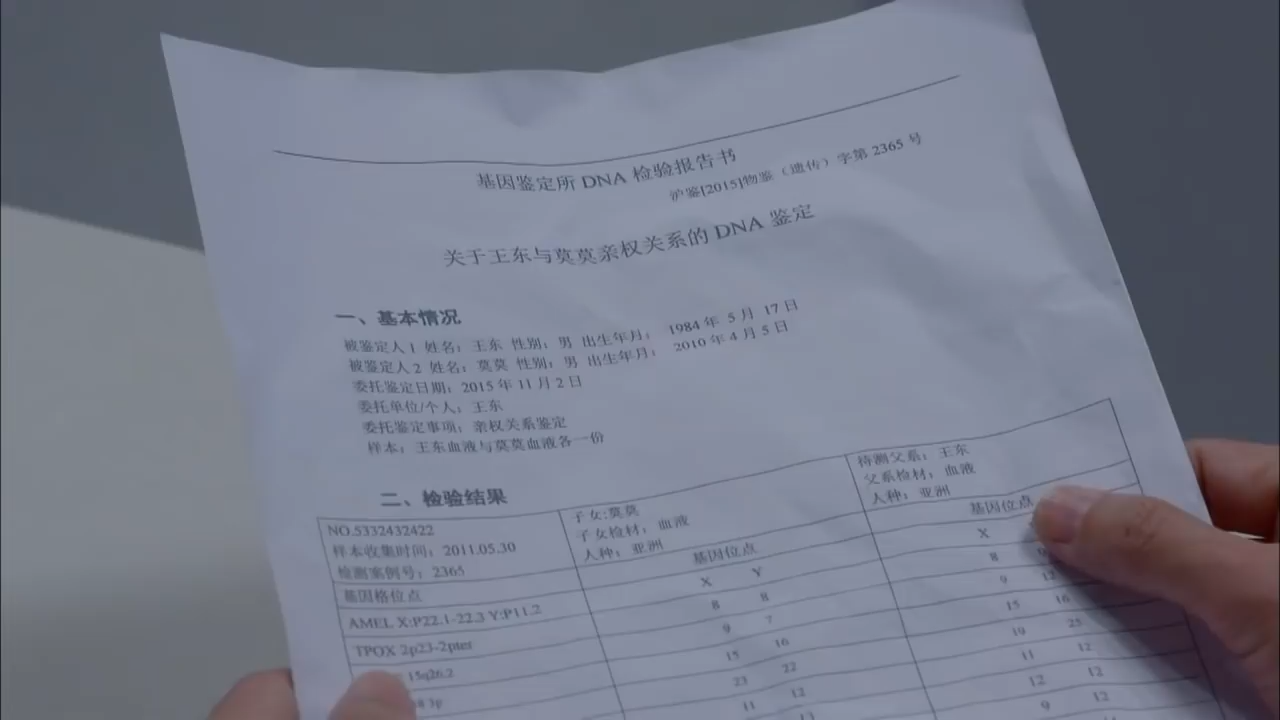 基因鉴定所 DNA 检验报告书
沪鉴[2015]物鉴（遗传）字第 2365 号
关于王东与莫莫亲权关系的 DNA 鉴定
一、基本情况
被鉴定人1 姓名：王东 性别：男 出生年月： 1984 年 5 月 17 日
被鉴定人2 姓名：莫莫 性别：男 出生年月： 2010 年 4 月 5 日
委托鉴定日期：2015 年 11 月 2 日
委托单位/个人：王东
委托鉴定事项：亲权关系鉴定
样本：王东血液与莫莫血液各一份
二、检验结果
NO.5332432422
样本收集时间：2011.05.30
检测案例号：2365
子女:莫莫
子女检材：血液
人种：亚洲
待测父系：王东
父系检材：血液
人种：亚洲
基因格位点
基因位点
基因位点
X Y
X
AMEL X:P22.1-22.3 Y:P11.2
8 8
8 9
TPOX 2p23-2pter
9 7
9 12
15q26.2
15 16
15 16
23 22
19 25
11 12
11 12
12 12
9 12